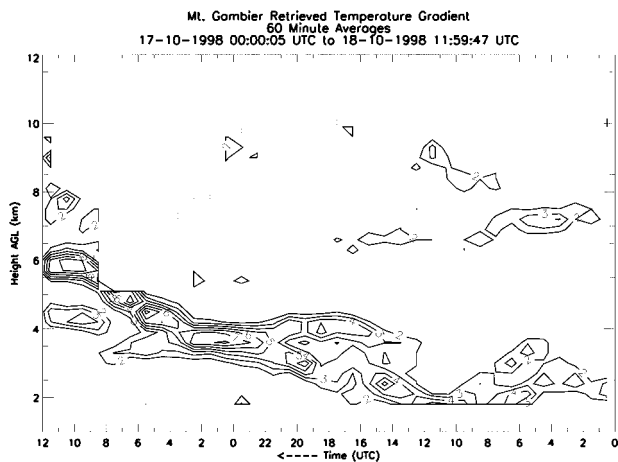 Mt. Gambier Retrieved Temperature Gradient
60 Minute Averages
17-10-1998 00:00:05 UTC to 18-10-1998 11:59:47 UTC
12
10
8
6
4
2
Height AGL (km)
12 10 8 6 4 2 0 22 20 18 16 14 12 10 8 6 4 2 0
<---- Time (UTC)